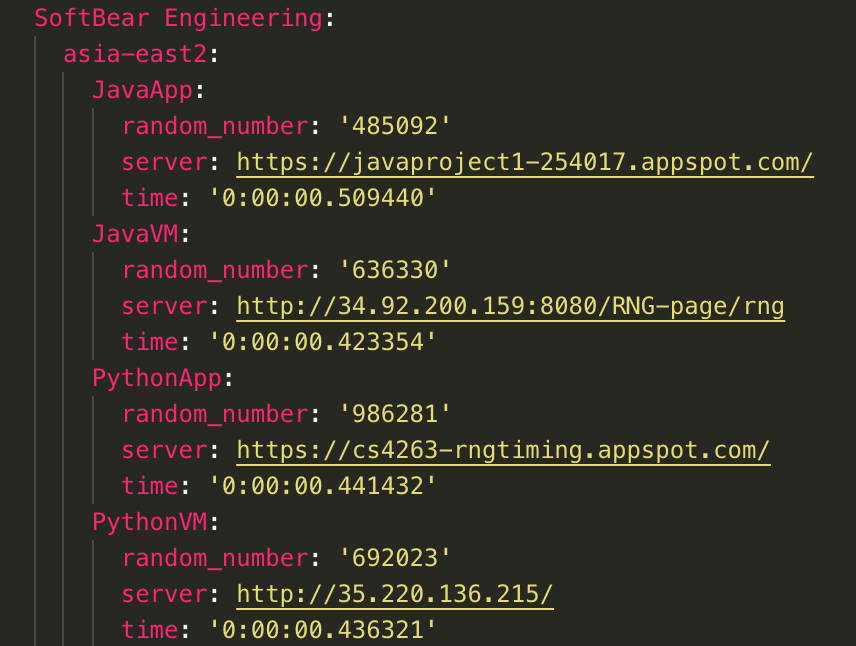 SoftBear Engineering:
asia-east2:
JavaApp:
random_number: '485092'
server: https://javaproject1-254017.appspot.com/
time: '0:00:00.509440'
JavaVM:
random_number: '636330'
server: http://34.92.200.159:8080/RNG-page/rng
time: '0:00:00.423354'
PythonApp:
random_number: '986281'
server: https://cs4263-rngtiming.appspot.com/
time: '0:00:00.441432'
PythonVM:
random_number: '692023'
server: http://35.220.136.215/
time: '0:00:00.436321'